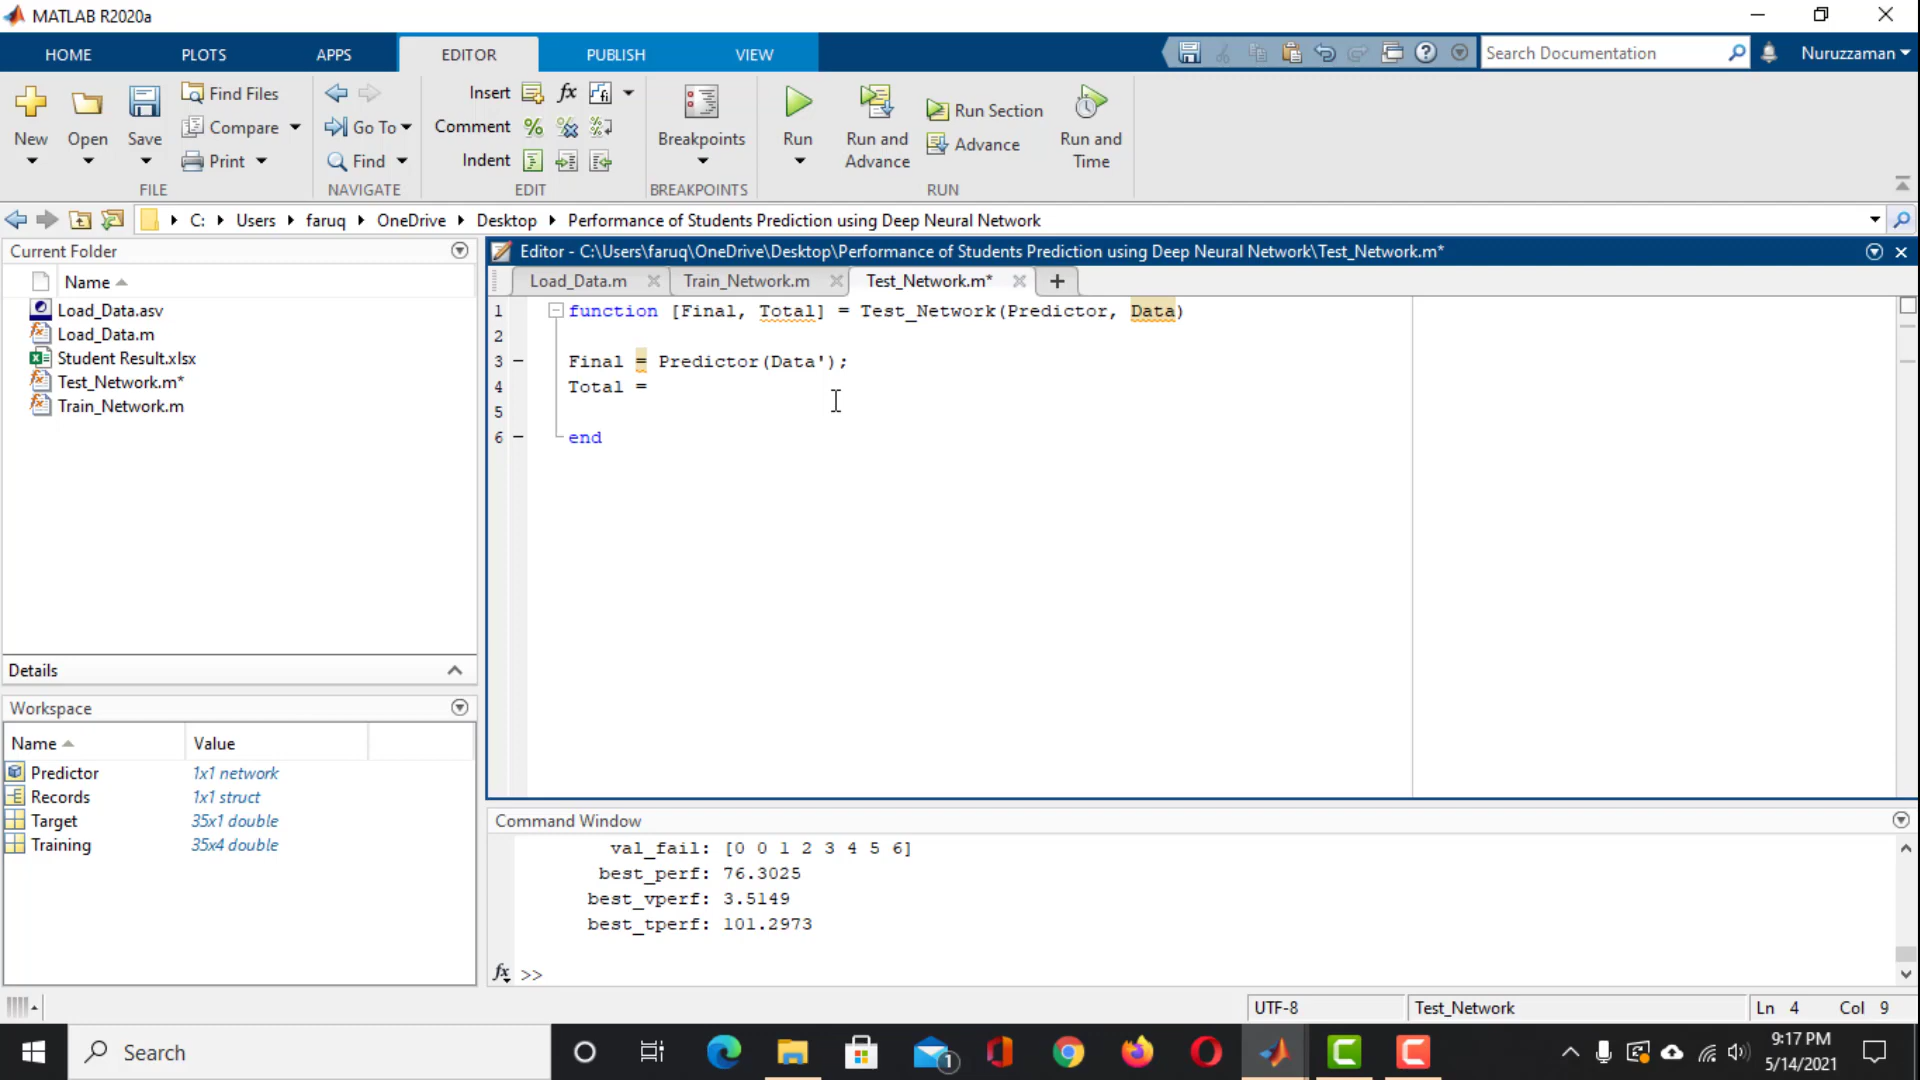 MATLAB R2020a
HOME PLOTS APPS EDITOR PUBLISH VIEW Search Documentation Nuruzzaman
New Open Save Find Files Compare Print Go To Find Insert fx Comment Indent Breakpoints Run Run and Advance Run Section Advance Run and Time
FILE NAVIGATE EDIT BREAKPOINTS RUN
C: Users faruq OneDrive Desktop Performance of Students Prediction using Deep Neural Network
Current Folder
Name
Load_Data.asv
Load_Data.m
Student Result.xlsx
Test_Network.m*
Train_Network.m
Details
Workspace
Name Value
Predictor 1x1 network
Records 1x1 struct
Target 35x1 double
Training 35x4 double
Editor - C:\Users\faruq\OneDrive\Desktop\Performance of Students Prediction using Deep Neural Network\Test_Network.m*
Load_Data.m Train_Network.m Test_Network.m*
1 function [Final, Total] = Test_Network(Predictor, Data)
2
3 Final = Predictor(Data');
4 Total =
5
6 end
Command Window
val_fail: [0 0 1 2 3 4 5 6]
best_perf: 76.3025
best_vperf: 3.5149
best_tperf: 101.2973
fx >>
UTF-8 Test_Network Ln 4 Col 9
Search 1 9:17 PM
5/14/2021